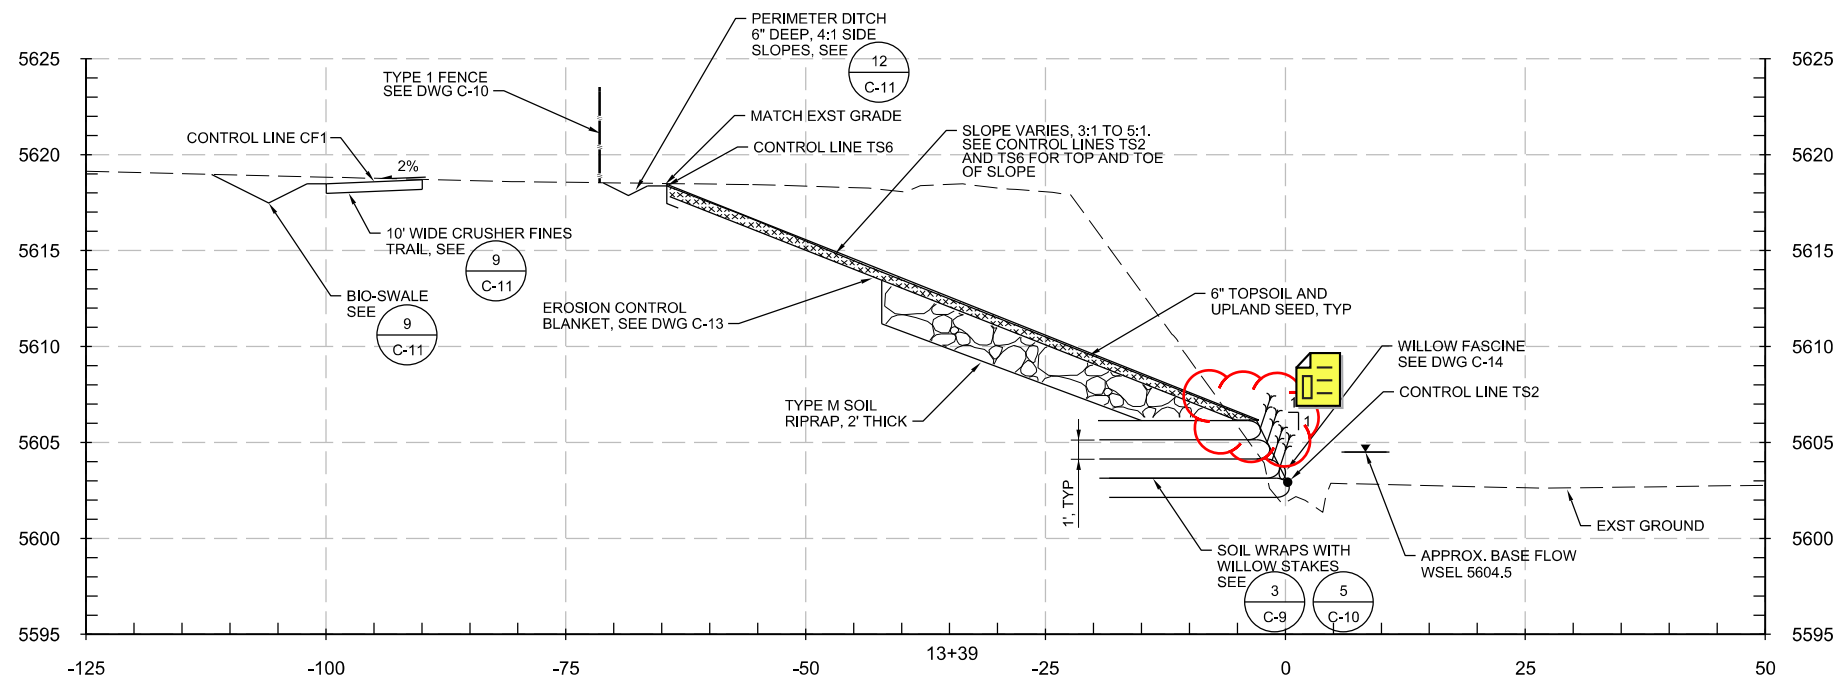 PERIMETER DITCH
6" DEEP, 4:1 SIDE
SLOPES, SEE
12
C-11
TYPE 1 FENCE
SEE DWG C-10
MATCH EXST GRADE
CONTROL LINE CF1
2%
CONTROL LINE TS6
SLOPE VARIES, 3:1 TO 5:1.
SEE CONTROL LINES TS2
AND TS6 FOR TOP AND TOE
OF SLOPE
10' WIDE CRUSHER FINES
TRAIL, SEE
9
C-11
BIO-SWALE
SEE
9
C-11
EROSION CONTROL
BLANKET, SEE DWG C-13
6" TOPSOIL AND
UPLAND SEED, TYP
WILLOW FASCINE
SEE DWG C-14
CONTROL LINE TS2
1
1
TYPE M SOIL
RIPRAP, 2' THICK
1', TYP
EXST GROUND
SOIL WRAPS WITH
WILLOW STAKES
SEE
3
C-9
5
C-10
APPROX. BASE FLOW
WSEL 5604.5
5625
5620
5615
5610
5605
5600
5595
5625
5620
5615
5610
5605
5600
5595
-125
-100
-75
-50
13+39
-25
0
25
50